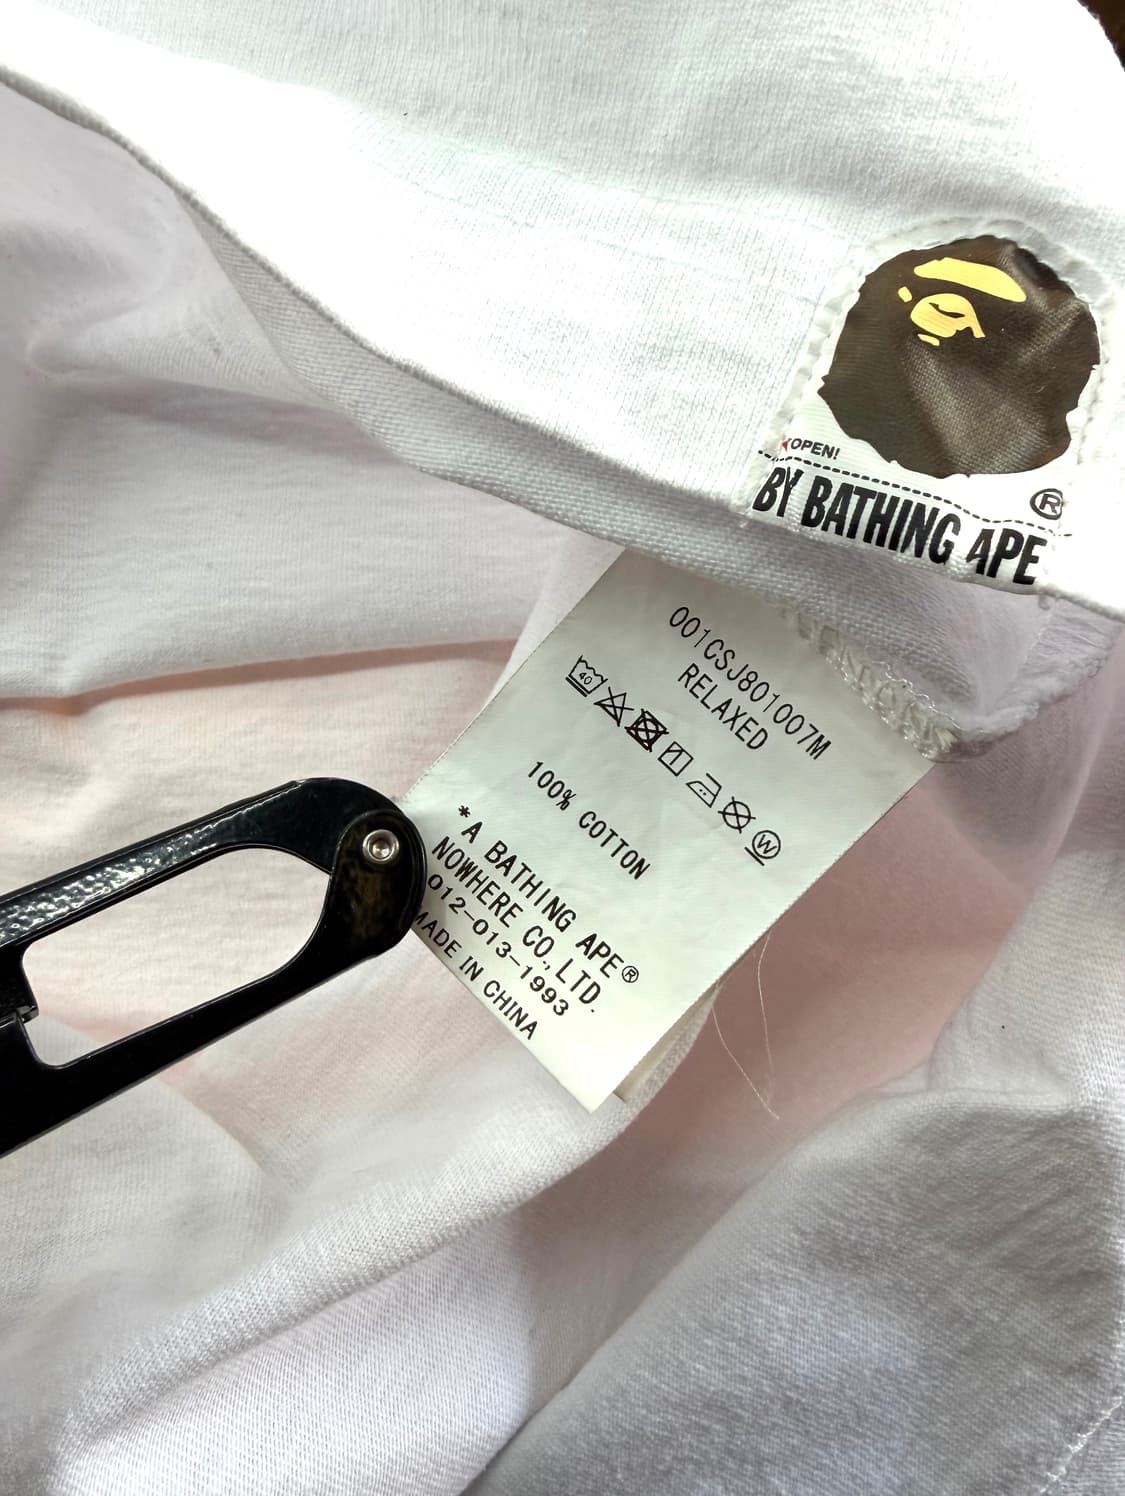 OPEN!
®
BY BATHING APE
001CSJ801007M
RELAXED
40
W
100% COTTON
*A BATHING APE®
NOWHERE CO.,LTD.
012-013-1993
MADE IN CHINA